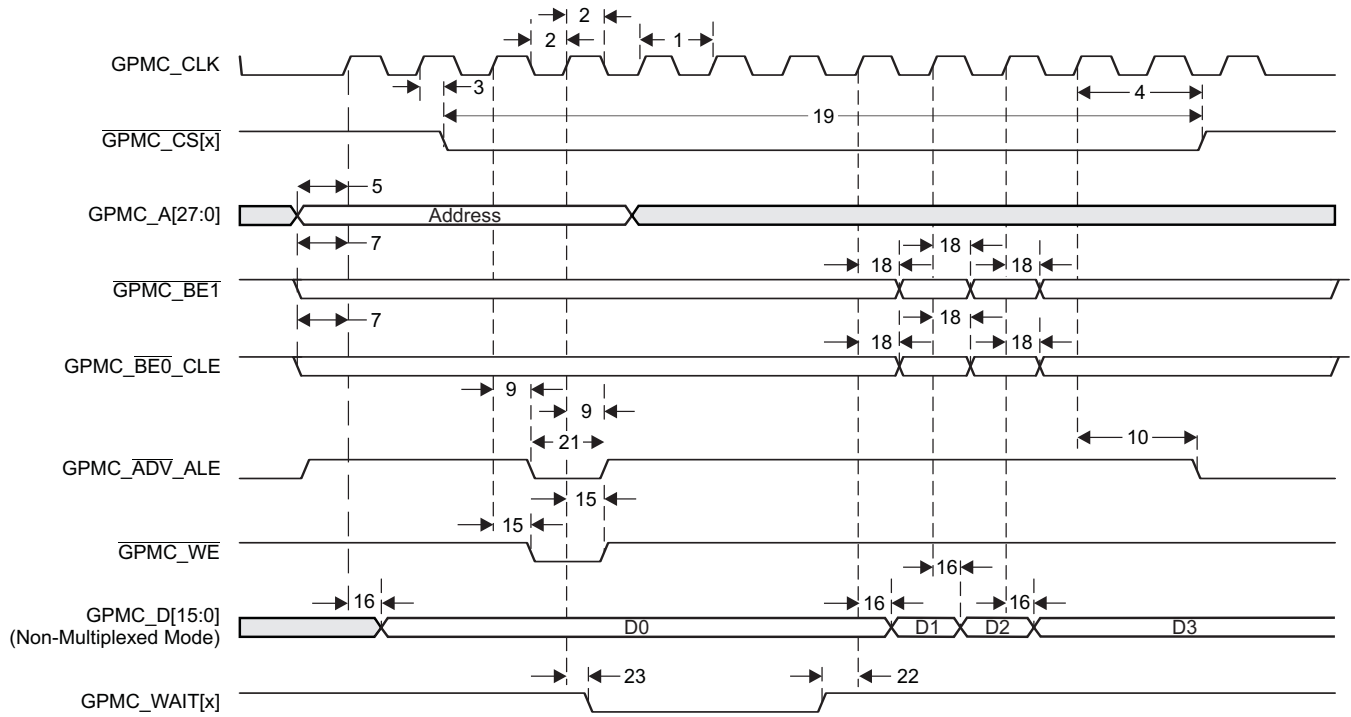 2
2
1
GPMC_CLK
3
4
19
GPMC_CS[x]
5
GPMC_A[27:0]
Address
7
18
18
18
GPMC_BE1
7
18
18
18
GPMC_BE0_CLE
9
9
21
10
GPMC_ADV_ALE
15
15
GPMC_WE
16
16
16
16
GPMC_D[15:0]
(Non-Multiplexed Mode)
D0
D1
D2
D3
23
22
GPMC_WAIT[x]